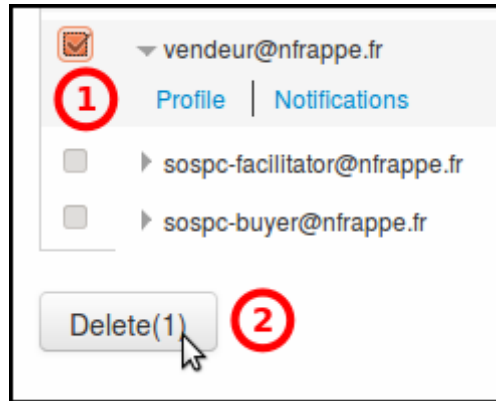 vendeur@nfrappe.fr
1 Profile | Notifications
sospc-facilitator@nfrappe.fr
sospc-buyer@nfrappe.fr
Delete(1) 2